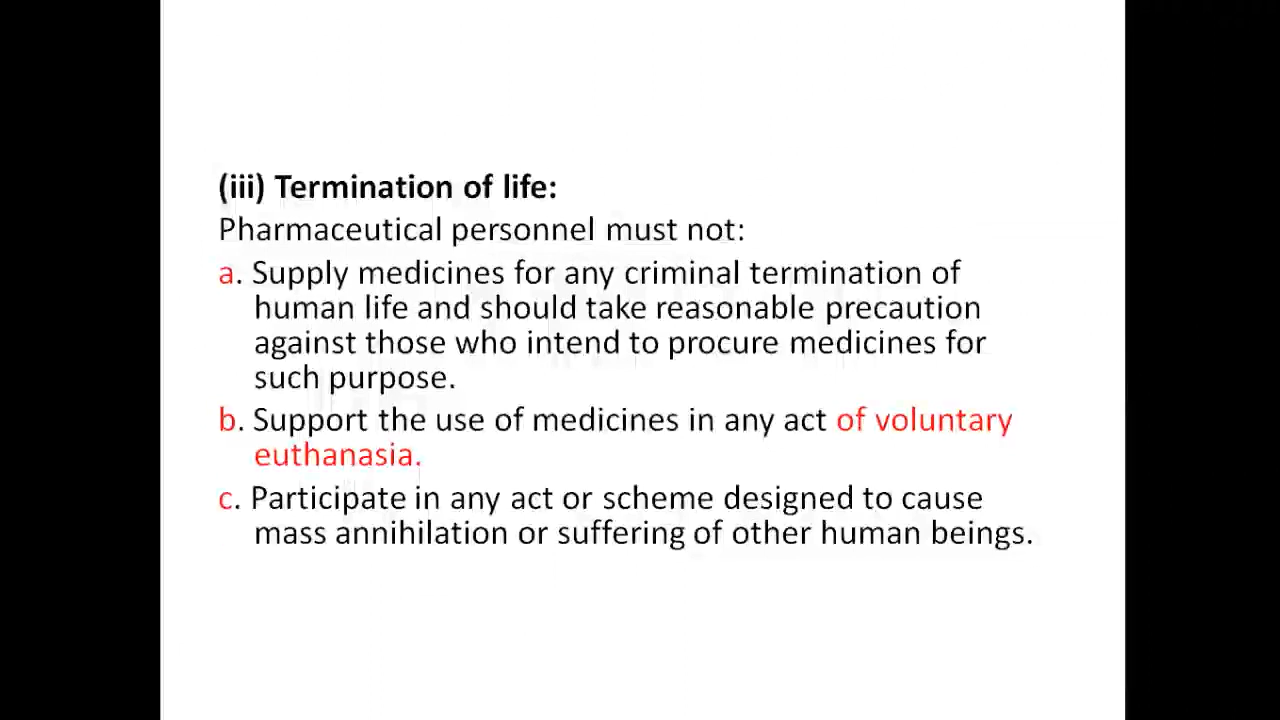 (iii) Termination of life:
Pharmaceutical personnel must not:
a. Supply medicines for any criminal termination of
human life and should take reasonable precaution
against those who intend to procure medicines for
such purpose.
b. Support the use of medicines in any act of voluntary
euthanasia.
c. Participate in any act or scheme designed to cause
mass annihilation or suffering of other human beings.